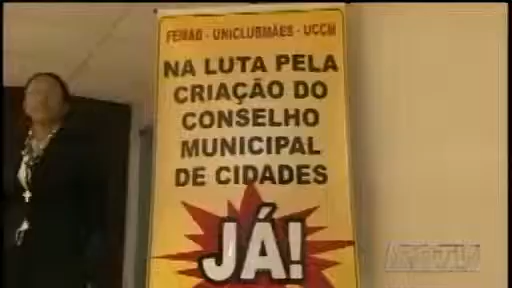 FEMAB - UNICLUBMÃES - UCCM
NA LUTA PELA
CRIAÇÃO DO
CONSELHO
MUNICIPAL
DE CIDADES
JÁ!